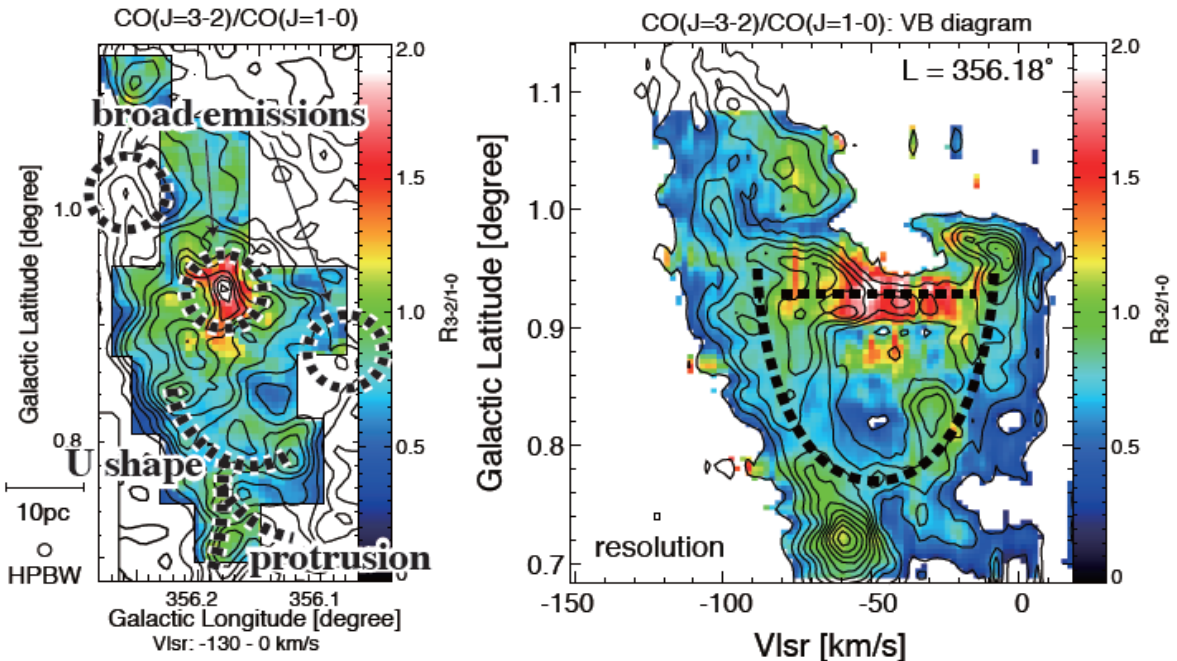 CO(J=3-2)/CO(J=1-0)
broad emissions
U shape
protrusion
1.0
0.8
Galactic Latitude [degree]
10pc
HPBW
356.2
356.1
Galactic Longitude [degree]
Vlsr: -130 - 0 km/s
2.0
1.5
1.0
0.5
0
R3-2/1-0
CO(J=3-2)/CO(J=1-0): VB diagram
L = 356.18°
1.1
1.0
0.9
0.8
0.7
Galactic Latitude [degree]
resolution
-150
-100
-50
0
Vlsr [km/s]
2.0
1.5
1.0
0.5
0
R3-2/1-0